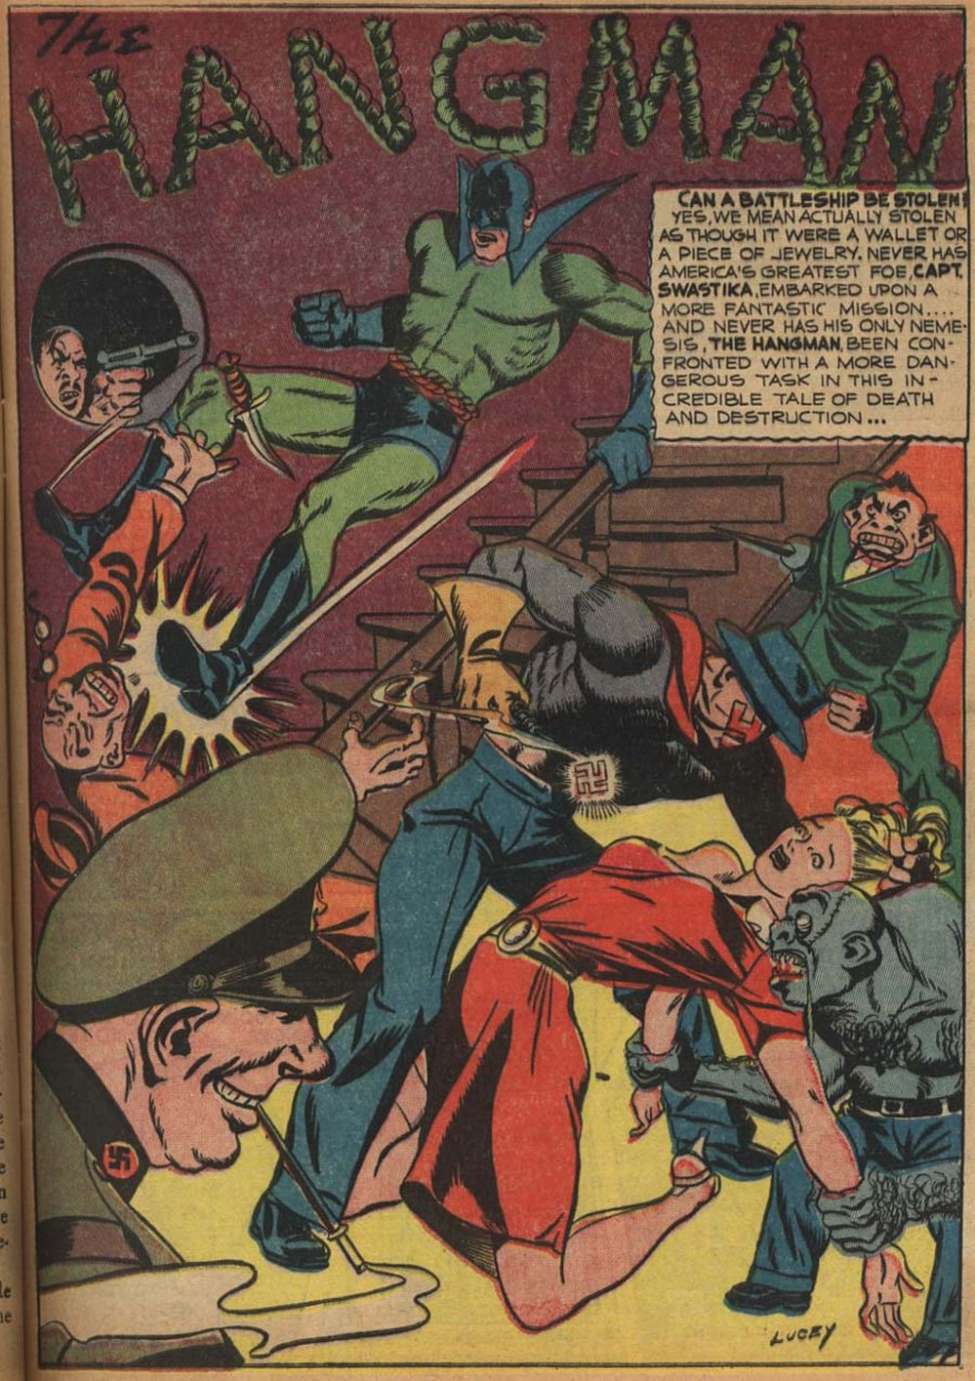 THE
HANGMAN
CAN A BATTLESHIP BE STOLEN?
YES, WE MEAN ACTUALLY STOLEN
AS THOUGH IT WERE A WALLET OR
A PIECE OF JEWELRY. NEVER HAS
AMERICA'S GREATEST FOE, CAPT.
SWASTIKA, EMBARKED UPON A
MORE FANTASTIC MISSION....
AND NEVER HAS HIS ONLY NEME-
SIS, THE HANGMAN, BEEN CON-
FRONTED WITH A MORE DAN-
GEROUS TASK IN THIS IN-
CREDIBLE TALE OF DEATH
AND DESTRUCTION...
LUCEY